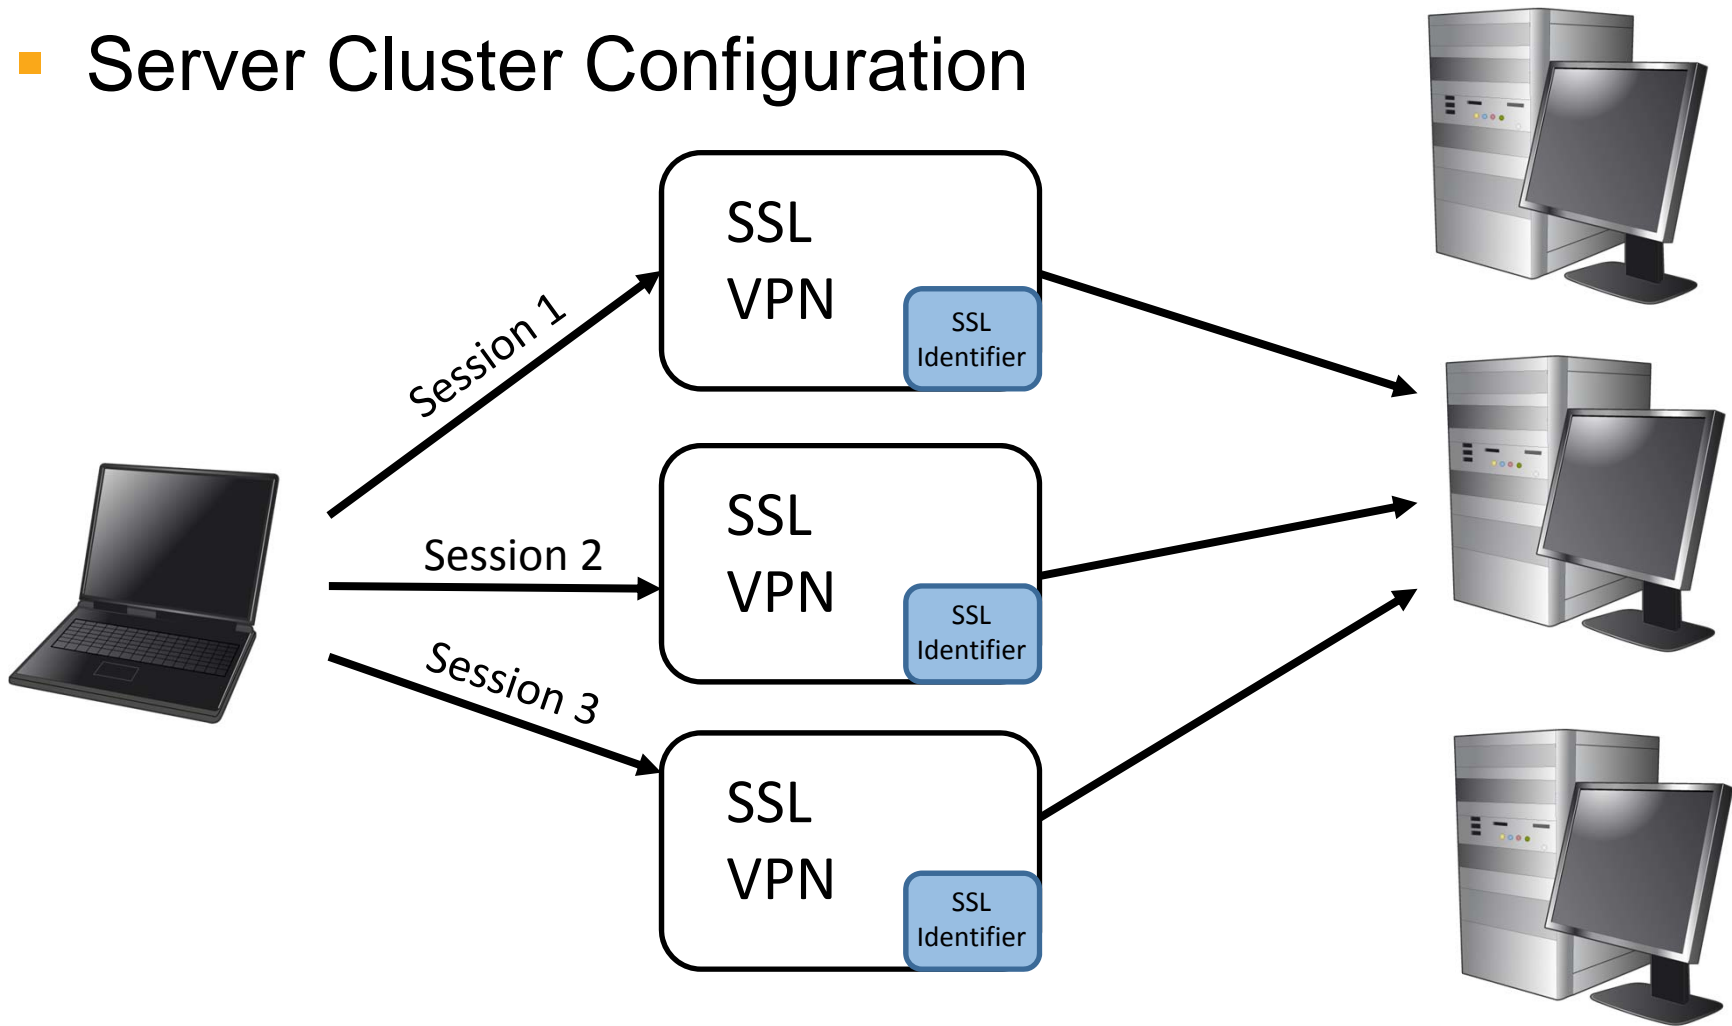 Server Cluster Configuration
Session 1
SSL
VPN
SSL
Identifier
Session 2
SSL
VPN
SSL
Identifier
Session 3
SSL
VPN
SSL
Identifier